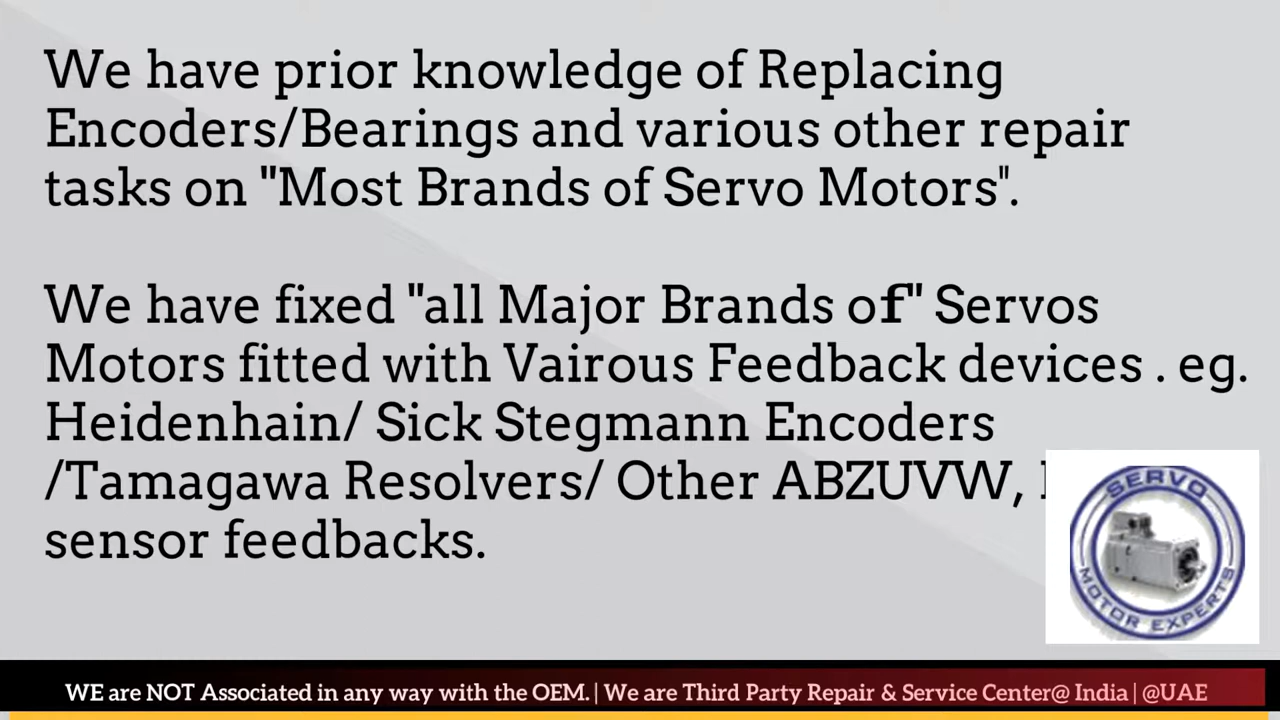 We have prior knowledge of Replacing
Encoders/Bearings and various other repair
tasks on "Most Brands of Servo Motors".
We have fixed "all Major Brands of" Servos
Motors fitted with Vairous Feedback devices . eg.
Heidenhain/ Sick Stegmann Encoders
/Tamagawa Resolvers/ Other ABZUVW,
sensor feedbacks.
SERVO
MOTOR EXPERTS
WE are NOT Associated in any way with the OEM. | We are Third Party Repair & Service Center@ India | @UAE